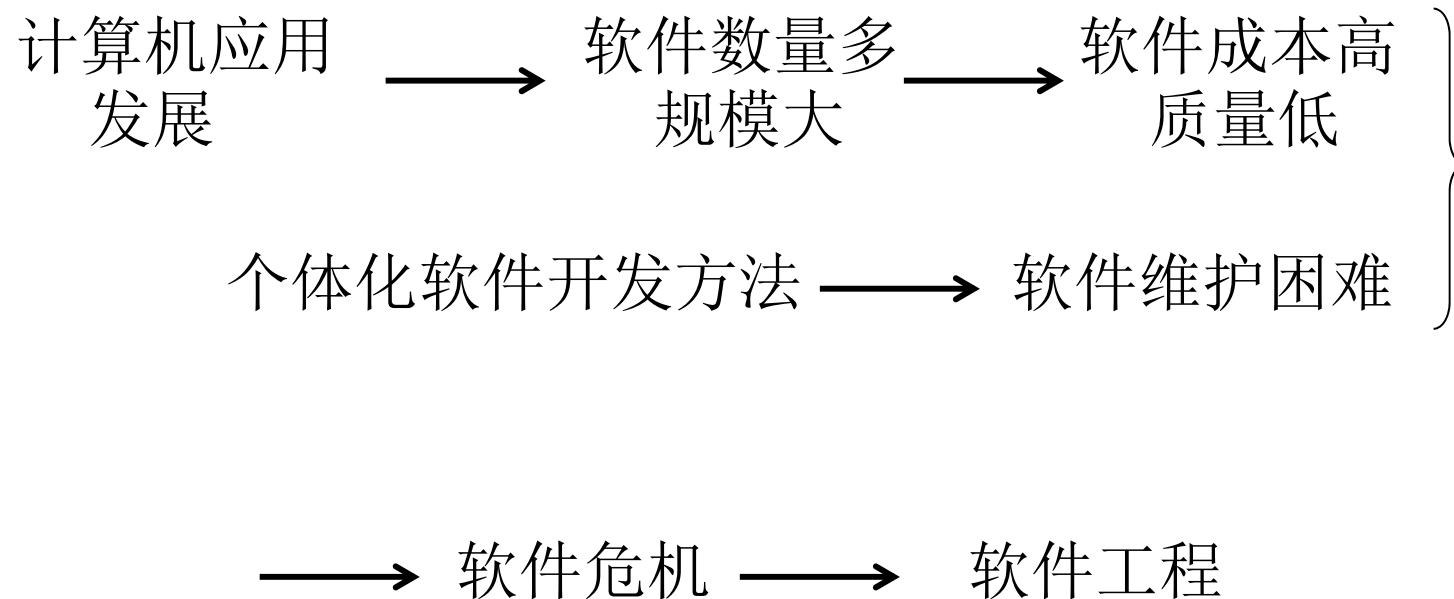 计算机应用
发展
软件数量多
规模大
软件成本高
质量低
个体化软件开发方法
软件维护困难
软件危机
软件工程